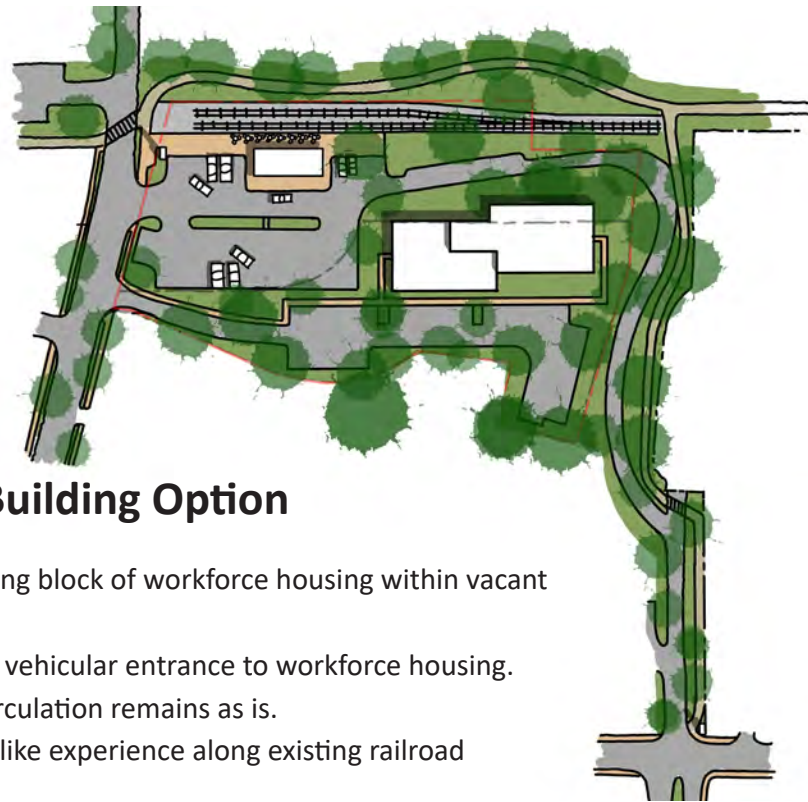 Building Option
ng block of workforce housing within vacant
vehicular entrance to workforce housing.
rculation remains as is.
like experience along existing railroad